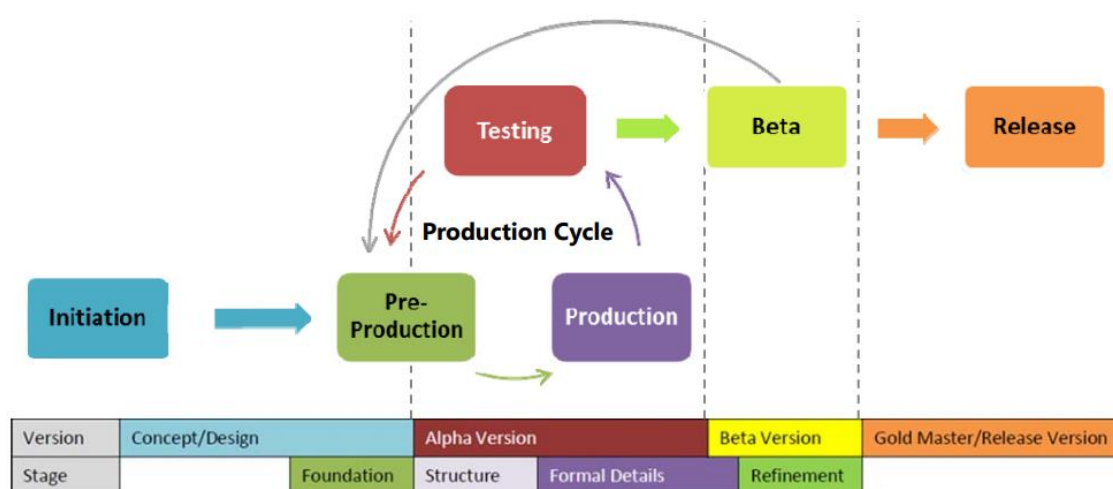 Testing
Beta
Release
Production Cycle
Initiation
Pre-
Production
Production
Version Concept/Design Alpha Version Beta Version Gold Master/Release Version
Stage Foundation Structure Formal Details Refinement